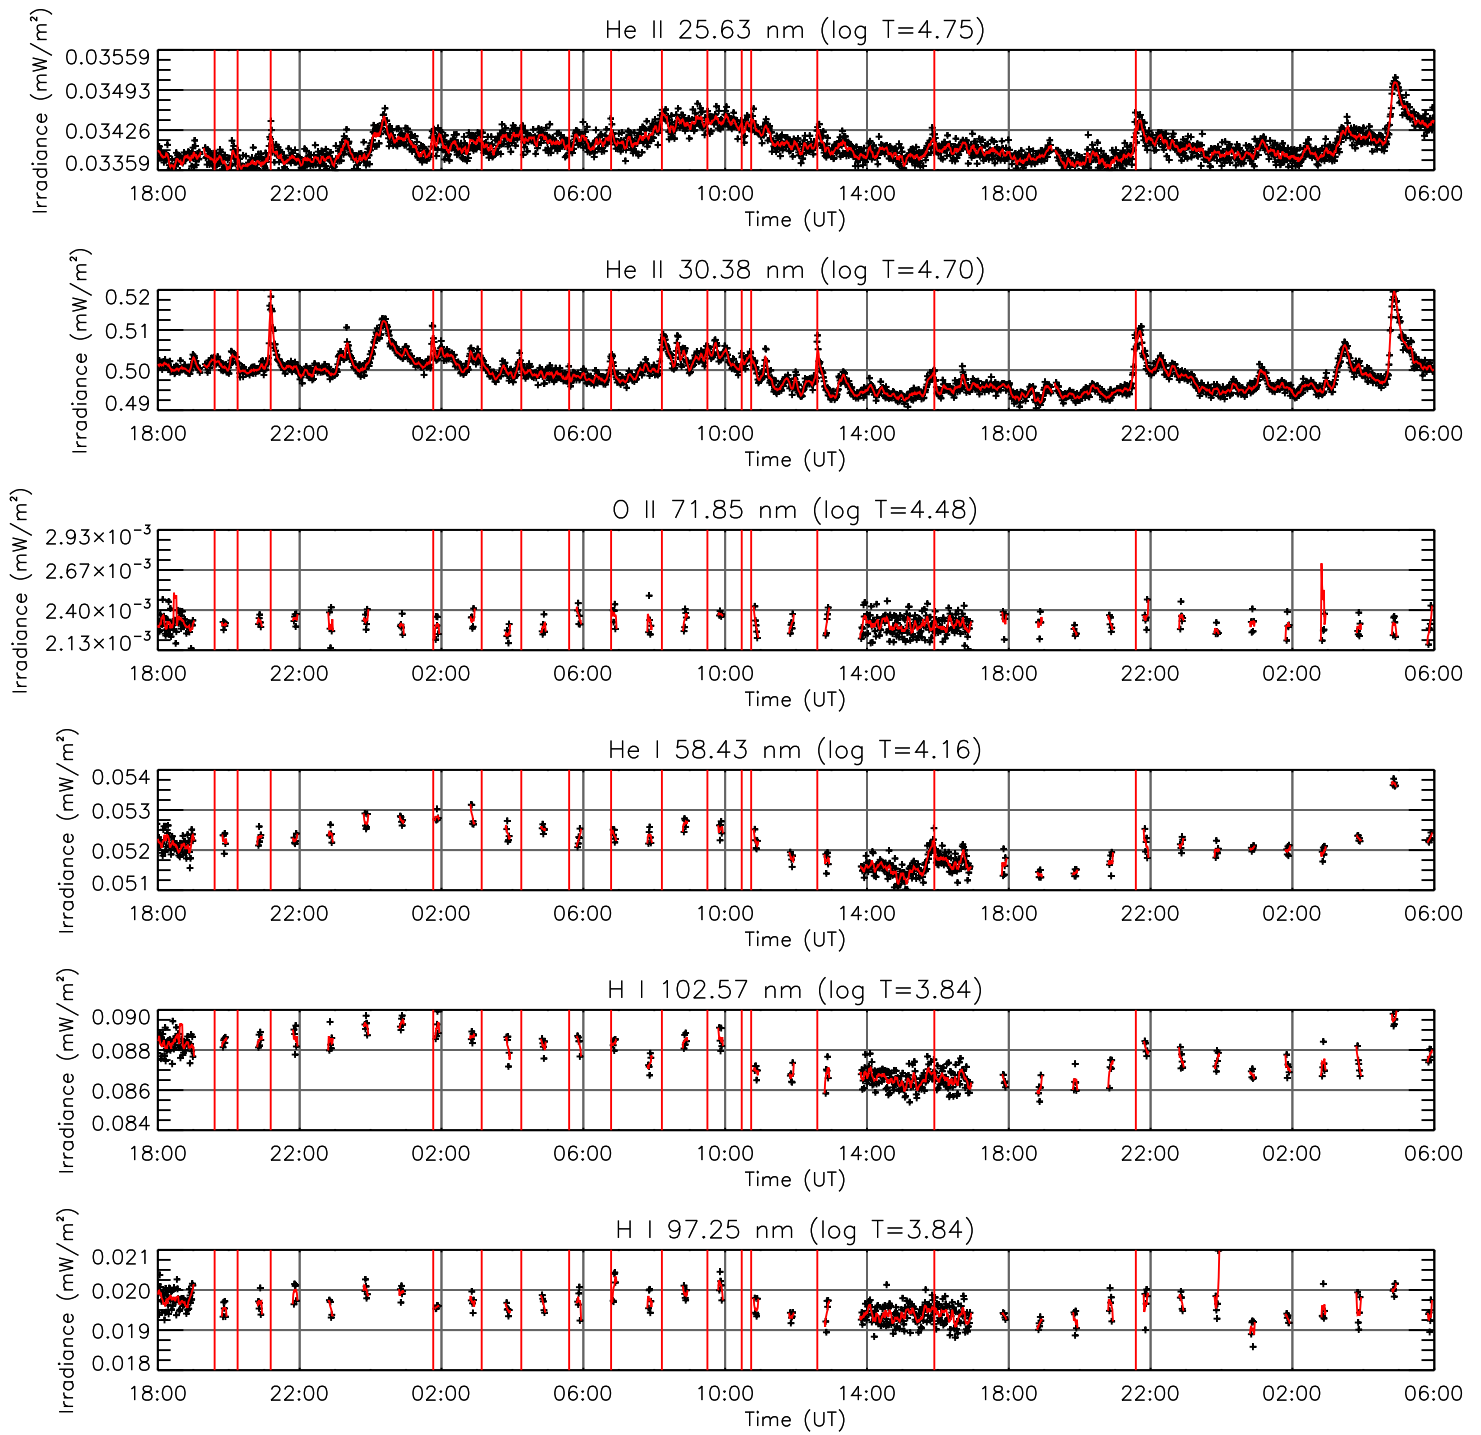 He II 25.63 nm (log T=4.75)
Irradiance (mW/m²)
0.03559
0.03493
0.03426
0.03359
18:00 22:00 02:00 06:00 10:00 14:00 18:00 22:00 02:00 06:00
Time (UT)
He II 30.38 nm (log T=4.70)
Irradiance (mW/m²)
0.52
0.51
0.50
0.49
18:00 22:00 02:00 06:00 10:00 14:00 18:00 22:00 02:00 06:00
Time (UT)
O II 71.85 nm (log T=4.48)
Irradiance (mW/m²)
2.93×10⁻³
2.67×10⁻³
2.40×10⁻³
2.13×10⁻³
18:00 22:00 02:00 06:00 10:00 14:00 18:00 22:00 02:00 06:00
Time (UT)
He I 58.43 nm (log T=4.16)
Irradiance (mW/m²)
0.054
0.053
0.052
0.051
18:00 22:00 02:00 06:00 10:00 14:00 18:00 22:00 02:00 06:00
Time (UT)
H I 102.57 nm (log T=3.84)
Irradiance (mW/m²)
0.090
0.088
0.086
0.084
18:00 22:00 02:00 06:00 10:00 14:00 18:00 22:00 02:00 06:00
Time (UT)
H I 97.25 nm (log T=3.84)
Irradiance (mW/m²)
0.021
0.020
0.019
0.018
18:00 22:00 02:00 06:00 10:00 14:00 18:00 22:00 02:00 06:00
Time (UT)